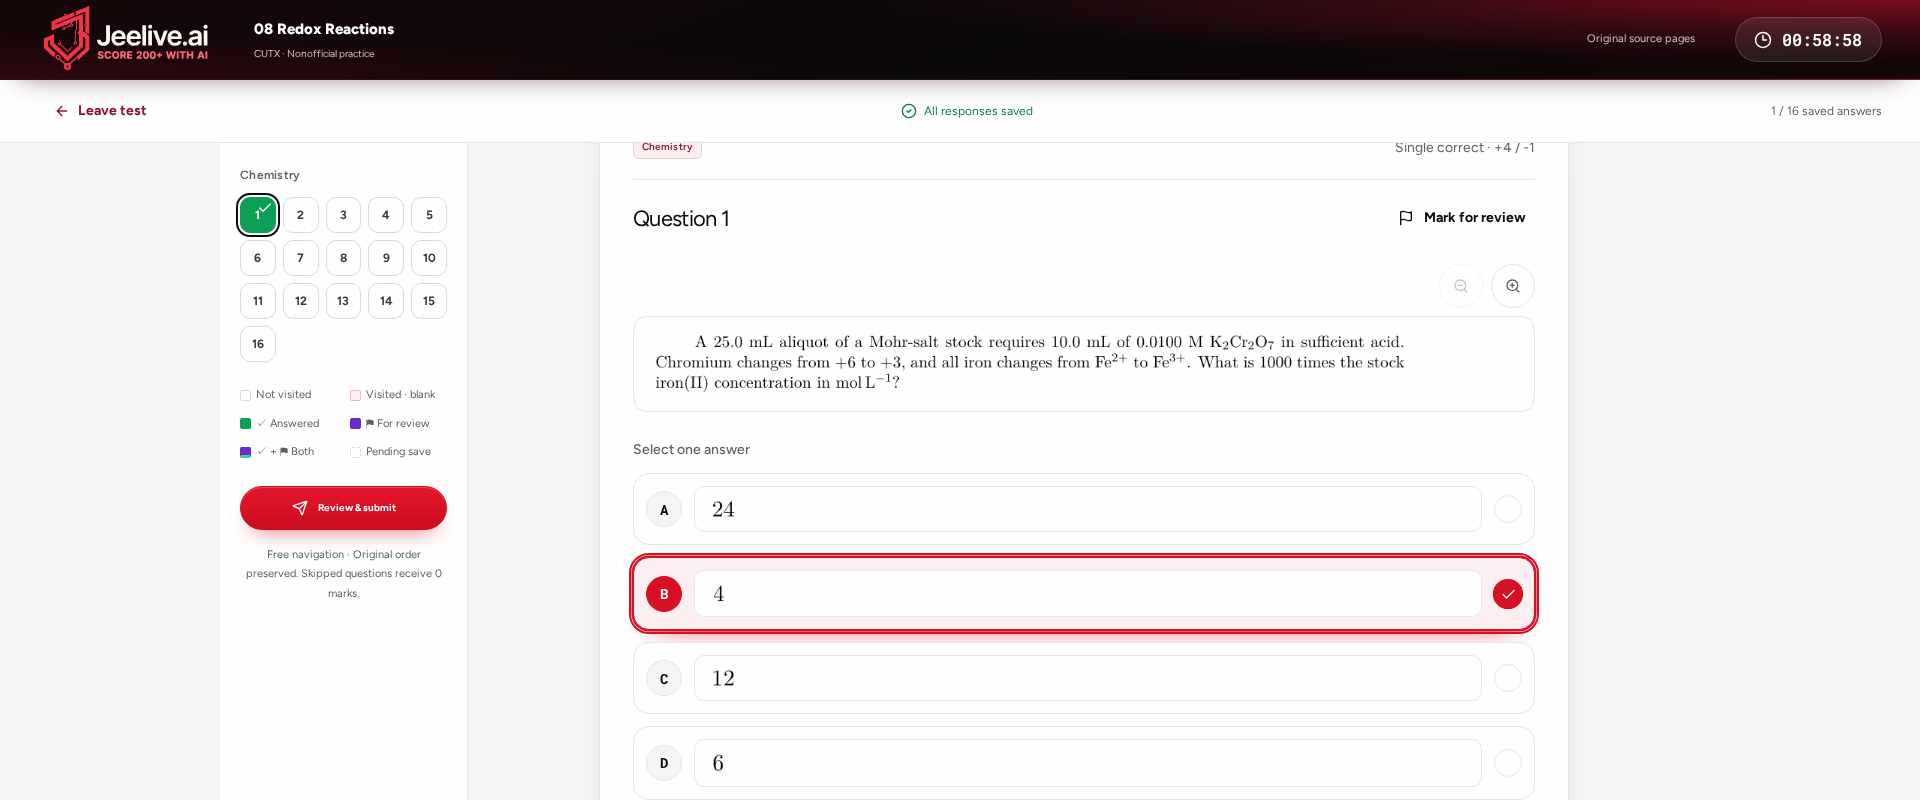 Jeelive.ai
SCORE 200+ WITH AI
08 Redox Reactions
CUTX · Nonofficial practice
Original source pages
00:58:58
Leave test
All responses saved
1 / 16 saved answers
Chemistry
1 2 3 4 5
6 7 8 9 10
11 12 13 14 15
16
Not visited
Visited · blank
✓ Answered
For review
✓ + Both
Pending save
Review & submit
Free navigation · Original order
preserved. Skipped questions receive 0
marks.
Chemistry
Single correct · +4 / -1
Question 1
Mark for review
A 25.0 mL aliquot of a Mohr-salt stock requires 10.0 mL of 0.0100 M K₂Cr₂O₇ in sufficient acid.
Chromium changes from +6 to +3, and all iron changes from Fe²⁺ to Fe³⁺. What is 1000 times the stock
iron(II) concentration in mol L⁻¹?
Select one answer
A 24
B 4
C 12
D 6